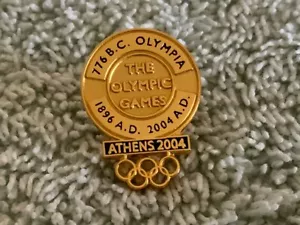 776 B.C. OLYMPIA
THE
OLYMPIC
GAMES
1896 A.D. 2004 A.D.
ATHENS 2004